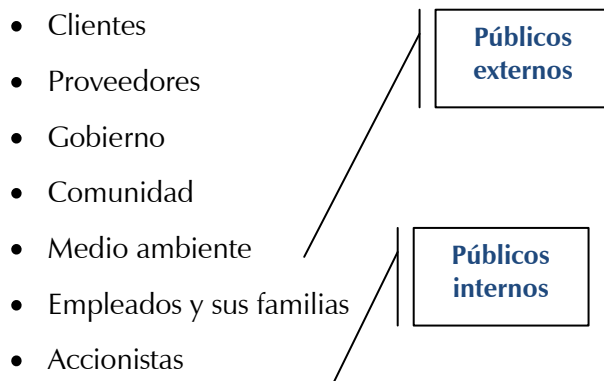 • Clientes
• Proveedores
• Gobierno
• Comunidad
• Medio ambiente
• Empleados y sus familias
• Accionistas
Públicos
externos
Públicos
internos